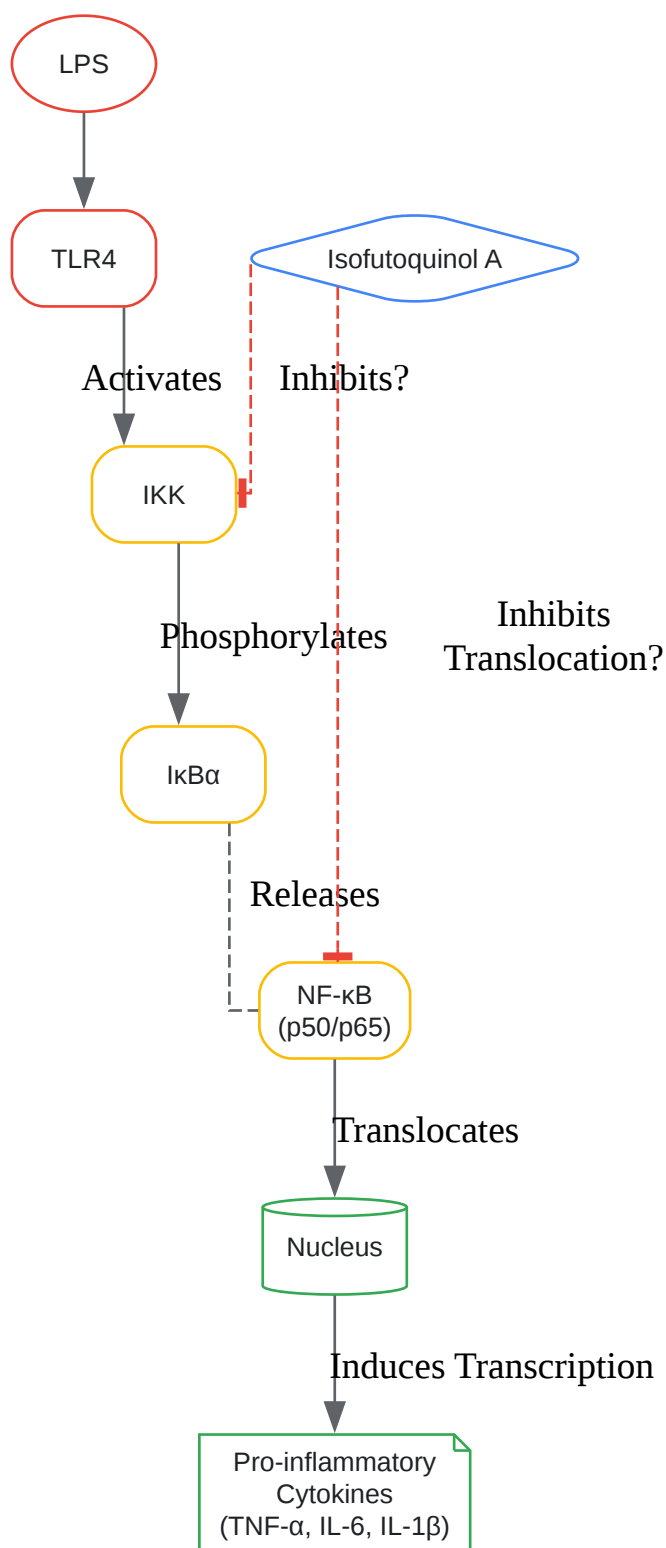 LPS
TLR4
Isofutoquinol A
Activates
Inhibits?
IKK
Phosphorylates
Inhibits
Translocation?
IκBα
Releases
NF-κB
(p50/p65)
Translocates
Nucleus
Induces Transcription
Pro-inflammatory
Cytokines
(TNF-α, IL-6, IL-1β)